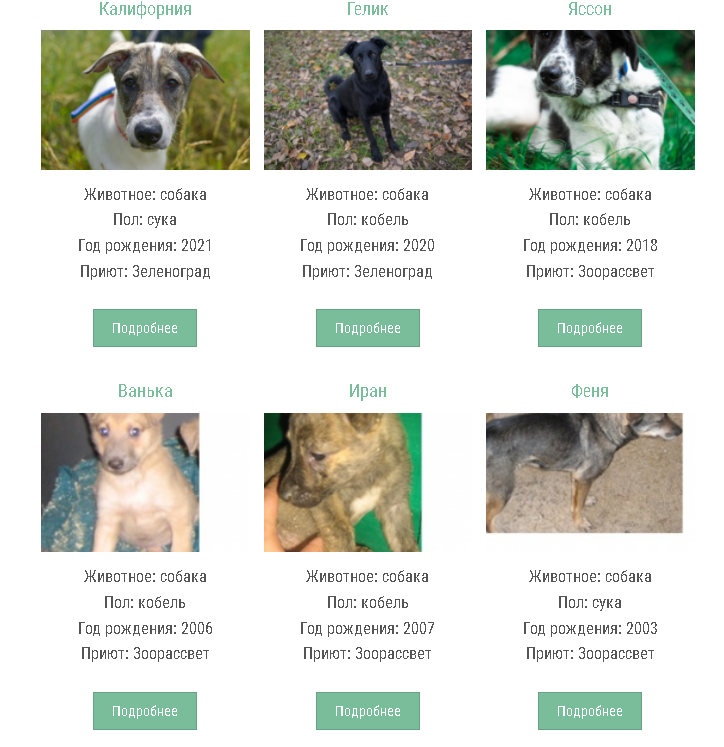 Калифорния
Гелик
Яссон
Животное: собака
Пол: сука
Год рождения: 2021
Приют: Зеленоград
Подробнее
Животное: собака
Пол: кобель
Год рождения: 2020
Приют: Зеленоград
Подробнее
Животное: собака
Пол: кобель
Год рождения: 2018
Приют: Зоорассвет
Подробнее
Ванька
Иран
Феня
Животное: собака
Пол: кобель
Год рождения: 2006
Приют: Зоорассвет
Подробнее
Животное: собака
Пол: кобель
Год рождения: 2007
Приют: Зоорассвет
Подробнее
Животное: собака
Пол: сука
Год рождения: 2003
Приют: Зоорассвет
Подробнее